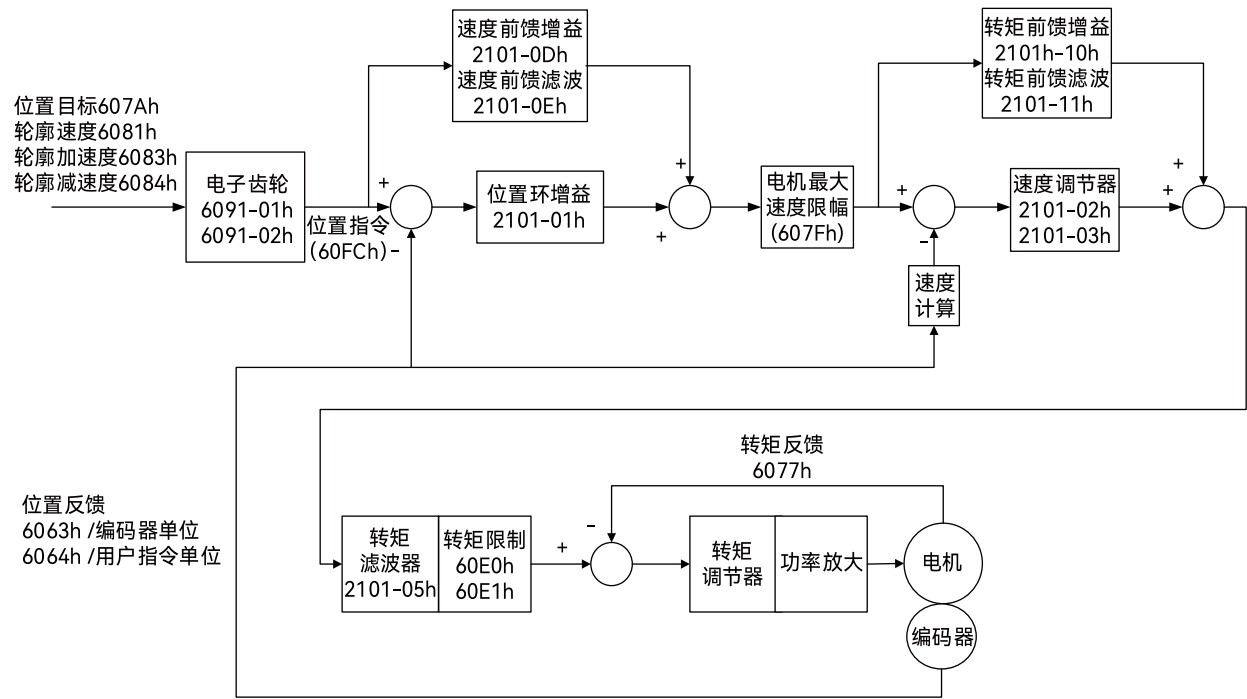 速度前馈增益
2101-0Dh
速度前馈滤波
2101-0Eh
转矩前馈增益
2101h-10h
转矩前馈滤波
2101-11h
位置目标607Ah
轮廓速度6081h
轮廓加速度6083h
轮廓减速度6084h
电子齿轮
6091-01h
6091-02h
+
位置指令
(60FCh)
-
位置环增益
2101-01h
+
+
电机最大
速度限幅
(607Fh)
+
-
速度调节器
2101-02h
2101-03h
+
+
速度
计算
转矩反馈
6077h
位置反馈
6063h /编码器单位
6064h /用户指令单位
转矩
滤波器
2101-05h
转矩限制
60E0h
60E1h
+
-
转矩
调节器
功率放大
电机
编码器